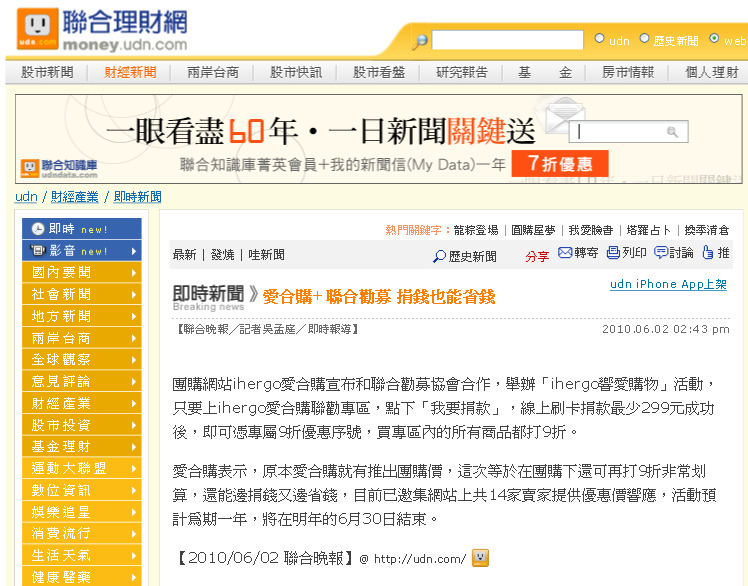 聯合理財網
money.udn.com
udn 歷史新聞 web
股市新聞 財經新聞 兩岸台商 股市快訊 股市看盤 研究報告 基 金 房市情報 個人理財
一眼看盡60年・一日新聞關鍵送
聯合知識庫
udndata.com
聯合知識庫菁英會員+我的新聞信(My Data)一年 7折優惠
udn / 財經產業 / 即時新聞
即時 new!
影音 new!
國內要聞
社會新聞
地方新聞
兩岸台商
全球觀察
意見評論
財經產業
股市投資
基金理財
運動大聯盟
數位資訊
娛樂追星
消費流行
生活天氣
健康醫藥
熱門關鍵字：龍粽登場｜圓購屋夢｜我愛臉書｜塔羅占卜｜換季清倉
最新｜發燒｜哇新聞 歷史新聞 分享 轉寄 列印 討論 推
udn iPhone App上架
即時新聞 》愛合購+ 聯合勸募 捐錢也能省錢
Breaking news
【聯合晚報／記者吳孟庭／即時報導】 2010.06.02 02:43 pm
團購網站ihergo愛合購宣布和聯合勸募協會合作，舉辦「ihergo響愛購物」活動，
只要上ihergo愛合購聯勸專區，點下「我要捐款」，線上刷卡捐款最少299元成功
後，即可憑專屬9折優惠序號，買專區內的所有商品都打9折。
愛合購表示，原本愛合購就有推出團購價，這次等於在團購下還可再打9折非常划
算，還能邊捐錢又邊省錢，目前已邀集網站上共14家賣家提供優惠價響應，活動預
計為期一年，將在明年的6月30日結束。
【2010/06/02 聯合晚報】@ http://udn.com/